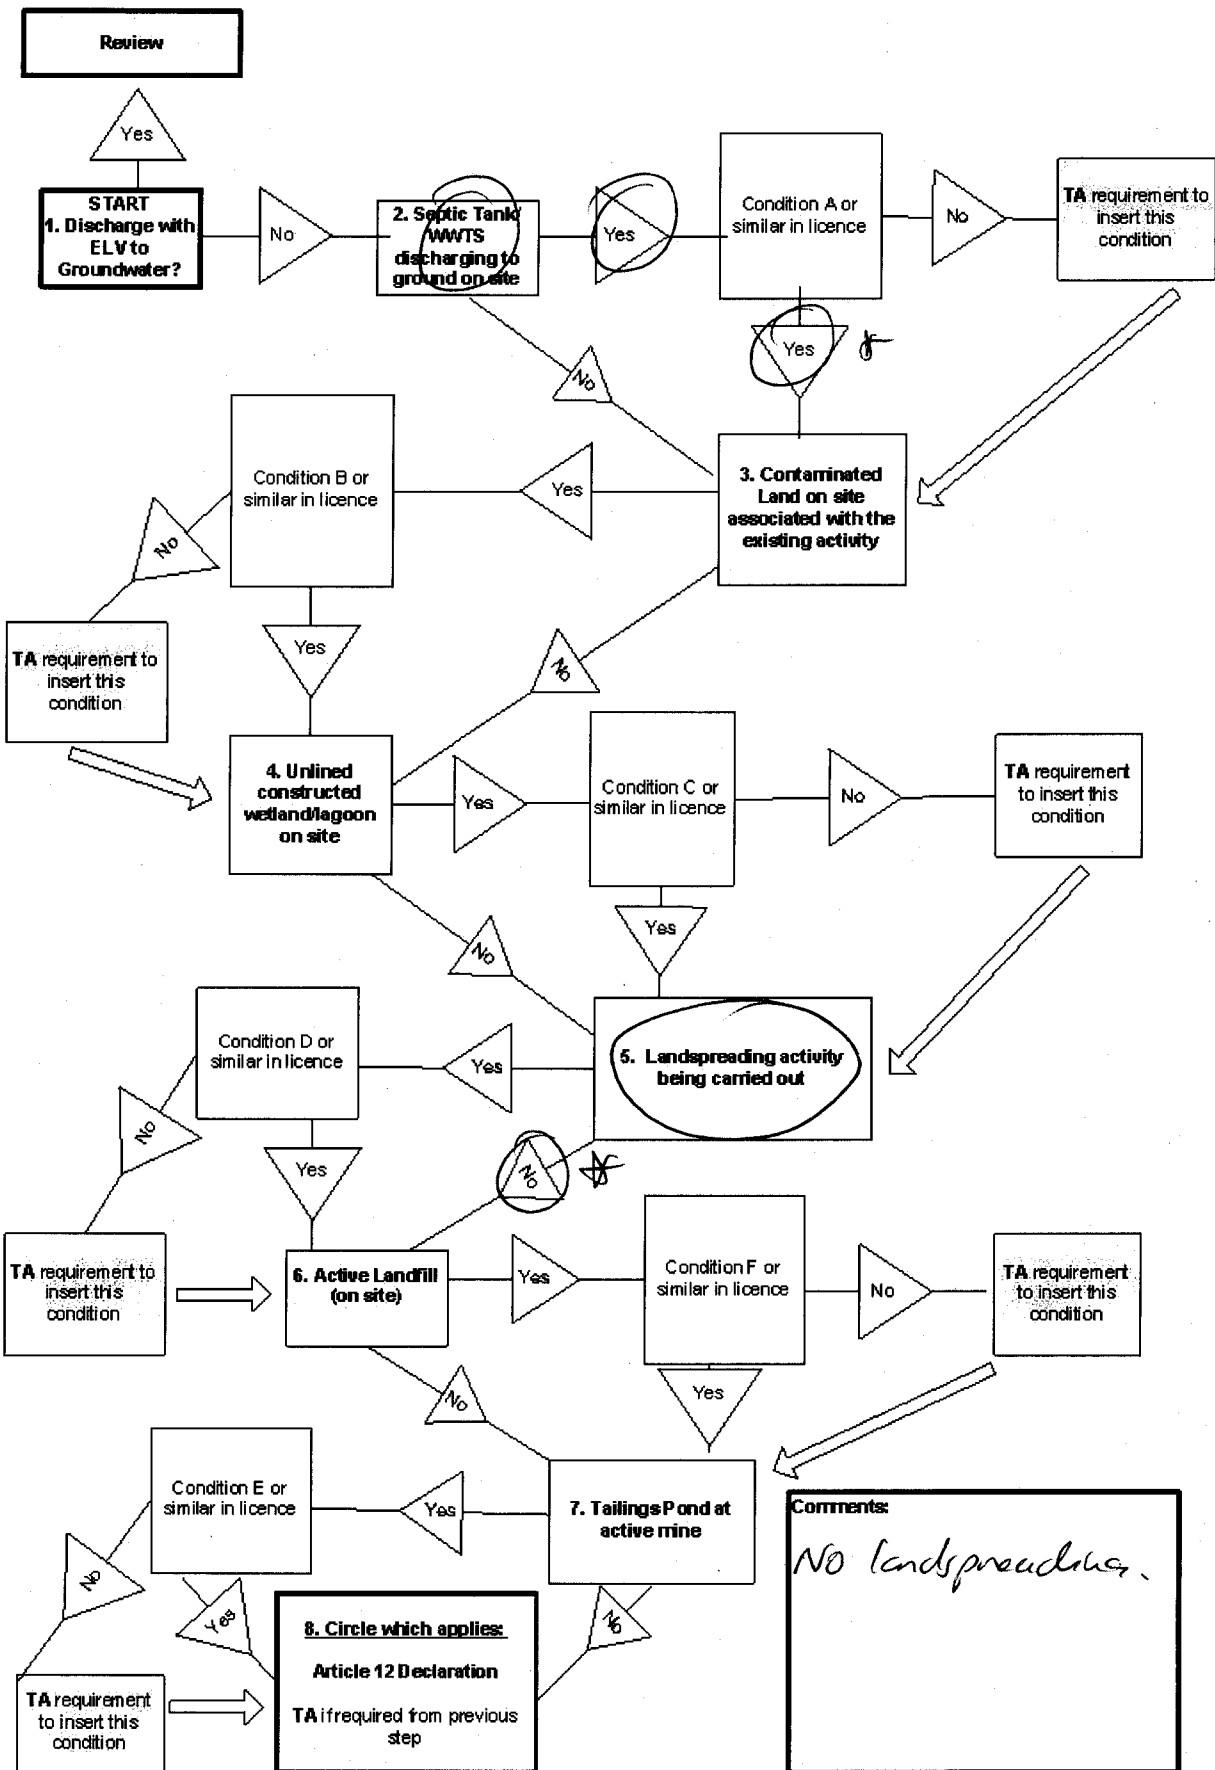 Review
Yes
START
1. Discharge with
ELV to
Groundwater?
No
2. Septic Tank/
WWTS
discharging to
ground on site
Yes
Condition A or
similar in licence
No
TA requirement to
insert this
condition
Yes
No
3. Contaminated
Land on site
associated with the
existing activity
Yes
Condition B or
similar in licence
No
TA requirement to
insert this
condition
Yes
No
4. Unlined
constructed
wetland/lagoon
on site
Yes
Condition C or
similar in licence
No
TA requirement
to insert this
condition
Yes
No
5. Landspreading activity
being carried out
Yes
Condition D or
similar in licence
No
TA requirement to
insert this
condition
Yes
No
6. Active Landfill
(on site)
Yes
Condition F or
similar in licence
No
TA requirement
to insert this
condition
Yes
No
7. Tailings Pond at
active mine
Yes
Condition E or
similar in licence
No
TA requirement
to insert this
condition
Yes
No
8. Circle which applies:
Article 12 Declaration
TA if required from previous
step
Comments:
No landspreading.